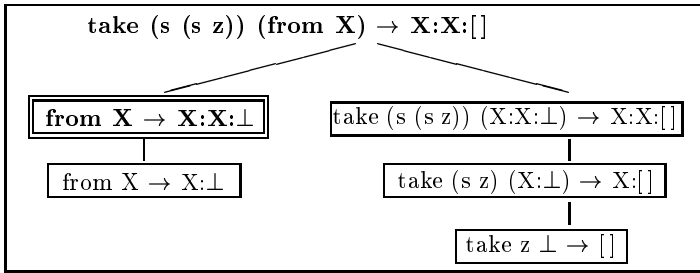 take (s (s z)) (from X) → X:X:[ ]
from X → X:X:⊥
take (s (s z)) (X:X:⊥) → X:X:[ ]
from X → X:⊥
take (s z) (X:⊥) → X:[ ]
take z ⊥ → [ ]